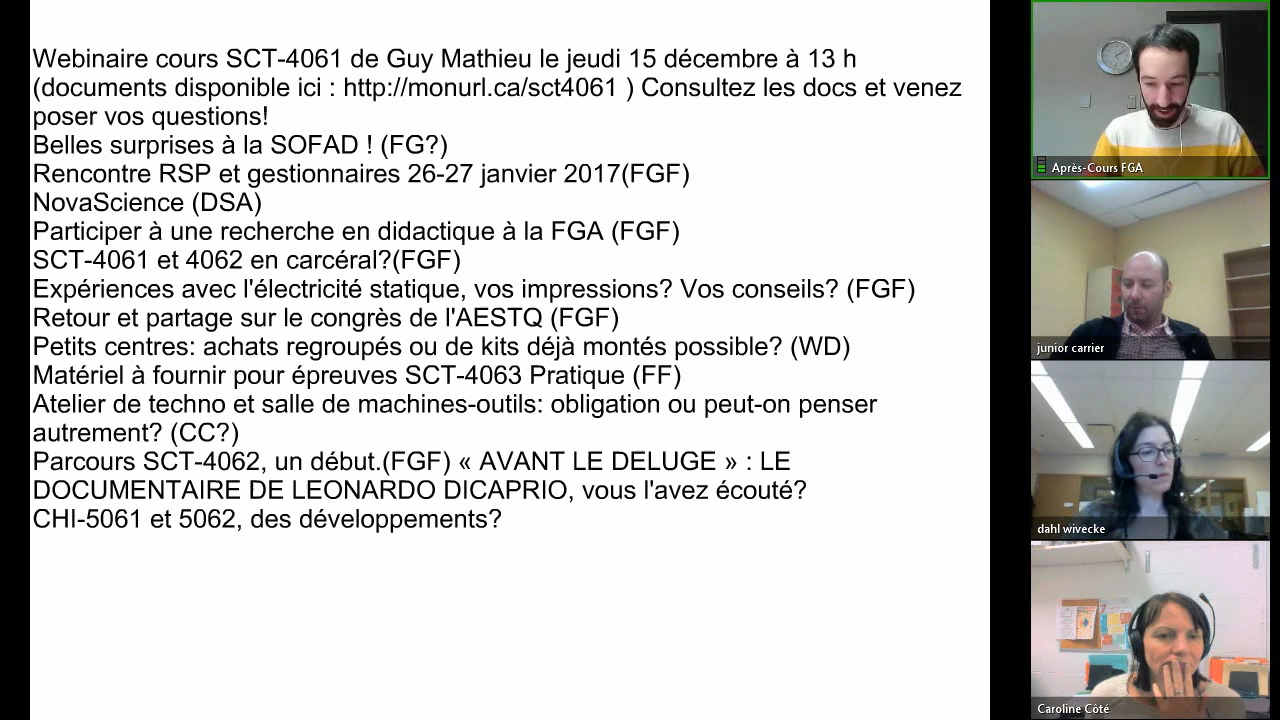 Webinaire cours SCT-4061 de Guy Mathieu le jeudi 15 décembre à 13 h
(documents disponible ici : http://monurl.ca/sct4061 ) Consultez les docs et venez
poser vos questions!
Belles surprises à la SOFAD ! (FG?)
Rencontre RSP et gestionnaires 26-27 janvier 2017(FGF)
NovaScience (DSA)
Participer à une recherche en didactique à la FGA (FGF)
SCT-4061 et 4062 en carcéral?(FGF)
Expériences avec l'électricité statique, vos impressions? Vos conseils? (FGF)
Retour et partage sur le congrès de l'AESTQ (FGF)
Petits centres: achats regroupés ou de kits déjà montés possible? (WD)
Matériel à fournir pour épreuves SCT-4063 Pratique (FF)
Atelier de techno et salle de machines-outils: obligation ou peut-on penser
autrement? (CC?)
Parcours SCT-4062, un début.(FGF) « AVANT LE DELUGE » : LE
DOCUMENTAIRE DE LEONARDO DICAPRIO, vous l'avez écouté?
CHI-5061 et 5062, des développements?
Après-Cours FGA
junior carrier
dahl wivecke
Caroline Côté